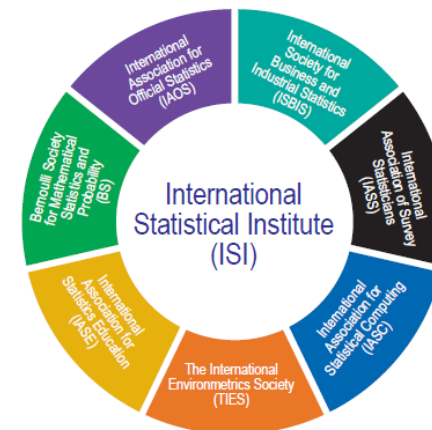 International
Association for
Official Statistics
(IAOS)
International
Society for
Business and
Industrial Statistics
(ISBIS)
International
Association of Survey
Statisticians
(IASS)
International
Association for
Statistical Computing
(IASC)
The International
Environmetrics Society
(TIES)
International
Association for
Statistics Education
(IASE)
Bernoulli Society
for Mathematical
Statistics and
Probability
(BS)
International
Statistical Institute
(ISI)